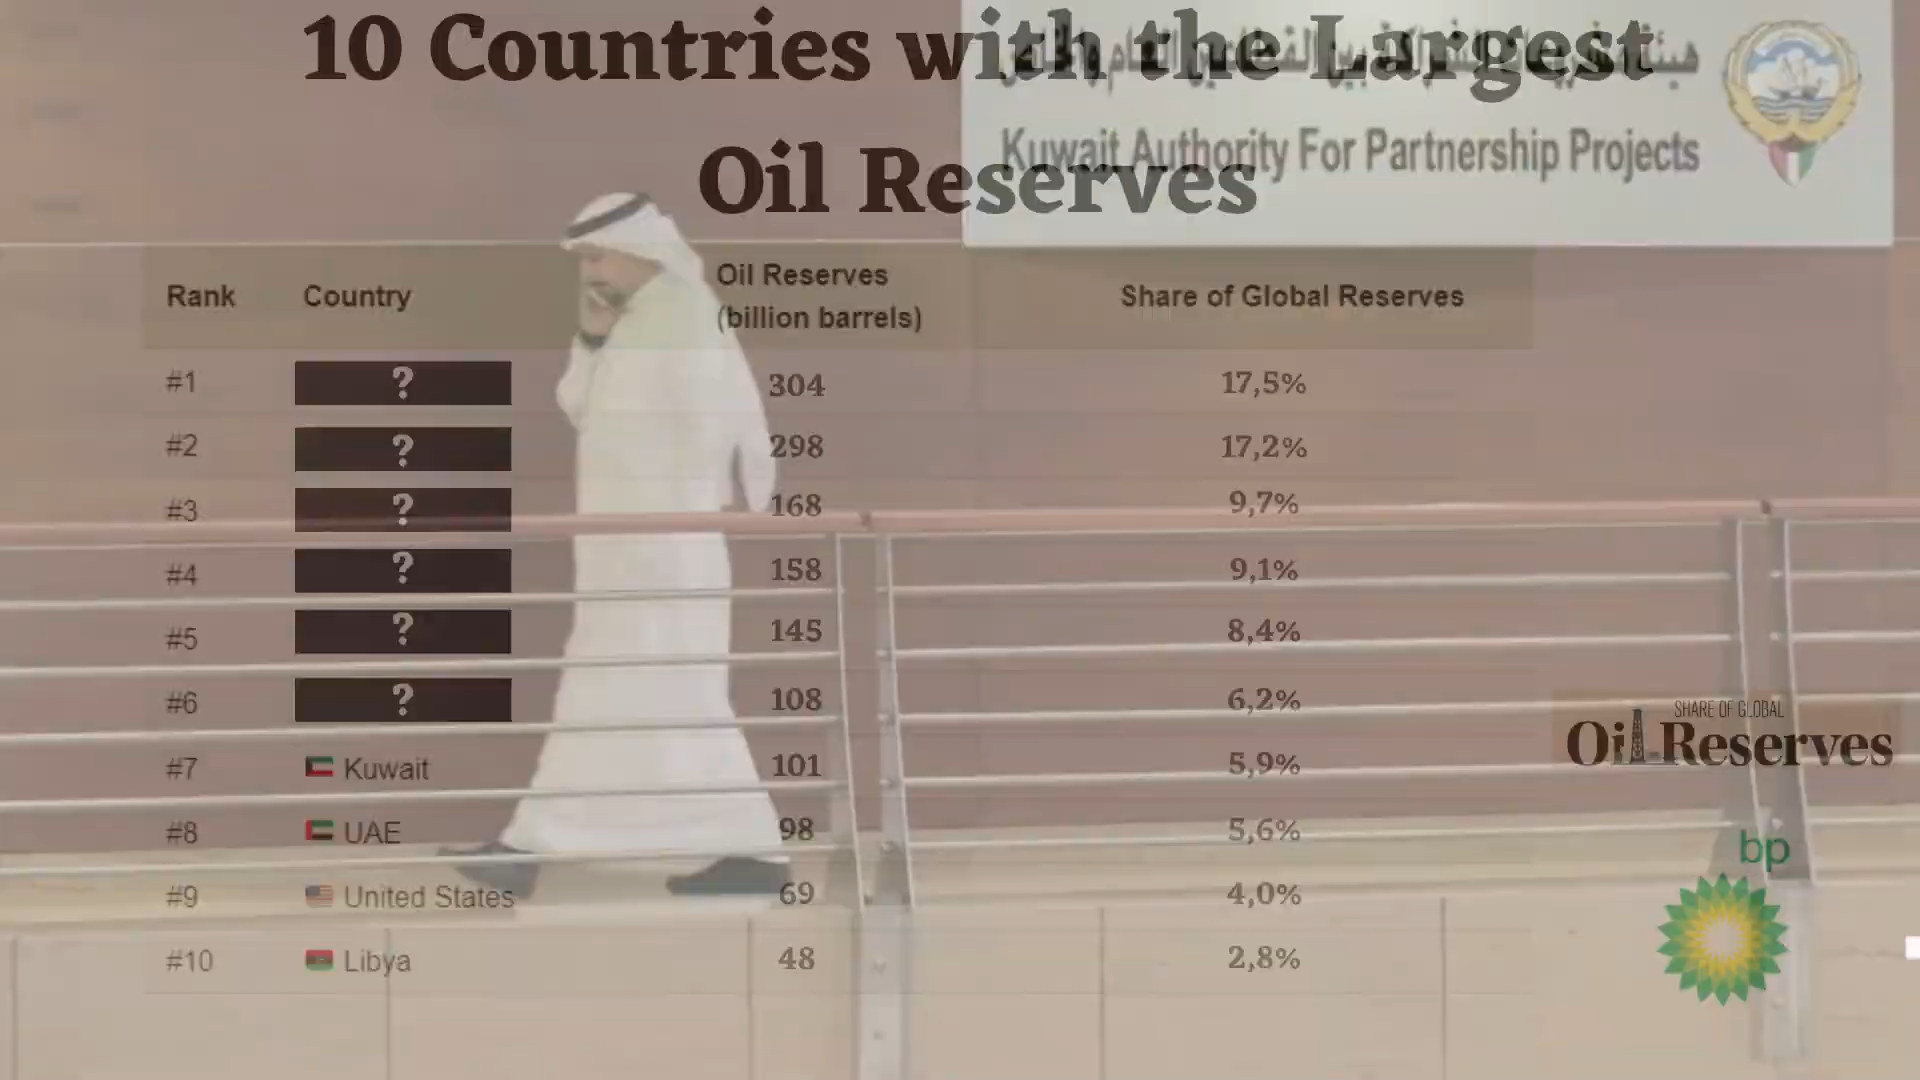 10 Countries with the Largest
Oil Reserves
Kuwait Authority For Partnership Projects
Rank Country Oil Reserves (billion barrels) Share of Global Reserves
#1 ? 304 17,5%
#2 ? 298 17,2%
#3 ? 168 9,7%
#4 ? 158 9,1%
#5 ? 145 8,4%
#6 ? 108 6,2%
#7 Kuwait 101 5,9%
#8 UAE 98 5,6%
#9 United States 69 4,0%
#10 Libya 48 2,8%
SHARE OF GLOBAL
Oil Reserves
bp